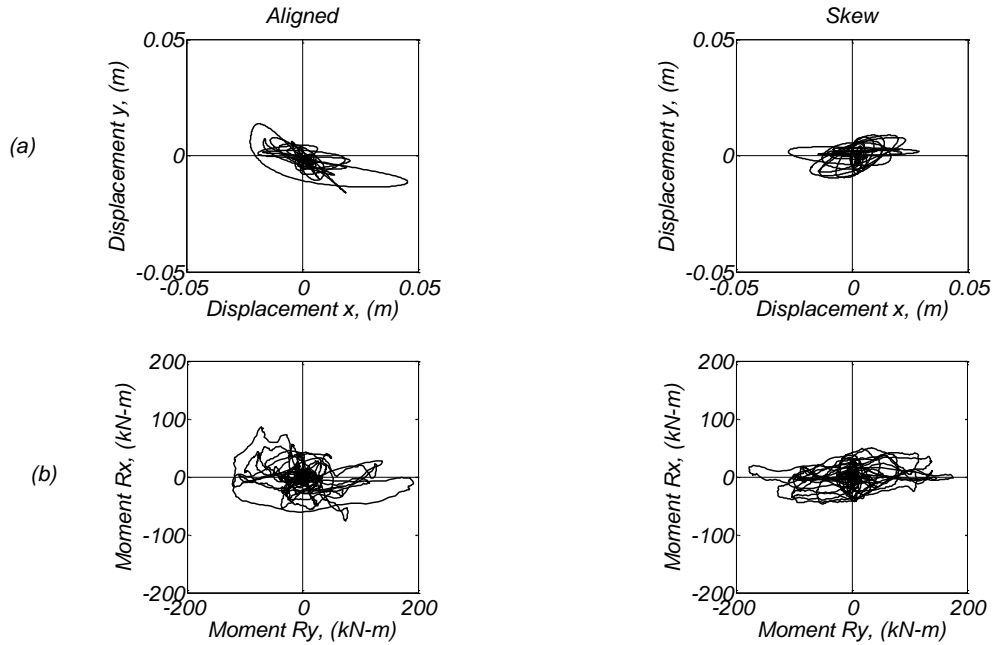 Aligned
Skew
(a)
Displacement y, (m)
0.05
0
-0.05
-0.05
0
0.05
Displacement x, (m)
Displacement y, (m)
0.05
0
-0.05
-0.05
0
0.05
Displacement x, (m)
(b)
Moment Rx, (kN-m)
200
100
0
-100
-200
-200
0
200
Moment Ry, (kN-m)
Moment Rx, (kN-m)
200
100
0
-100
-200
-200
0
200
Moment Ry, (kN-m)